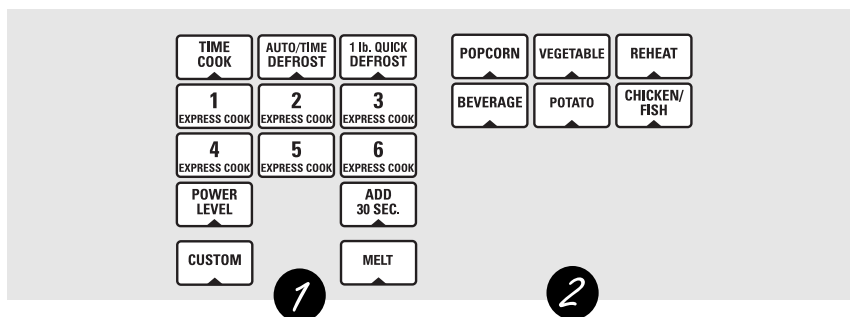 TIME
COOK
AUTO/TIME
DEFROST
1 lb. QUICK
DEFROST
1
EXPRESS COOK
2
EXPRESS COOK
3
EXPRESS COOK
4
EXPRESS COOK
5
EXPRESS COOK
6
EXPRESS COOK
POWER
LEVEL
ADD
30 SEC.
CUSTOM
MELT
1
POPCORN
VEGETABLE
REHEAT
BEVERAGE
POTATO
CHICKEN/
FISH
2